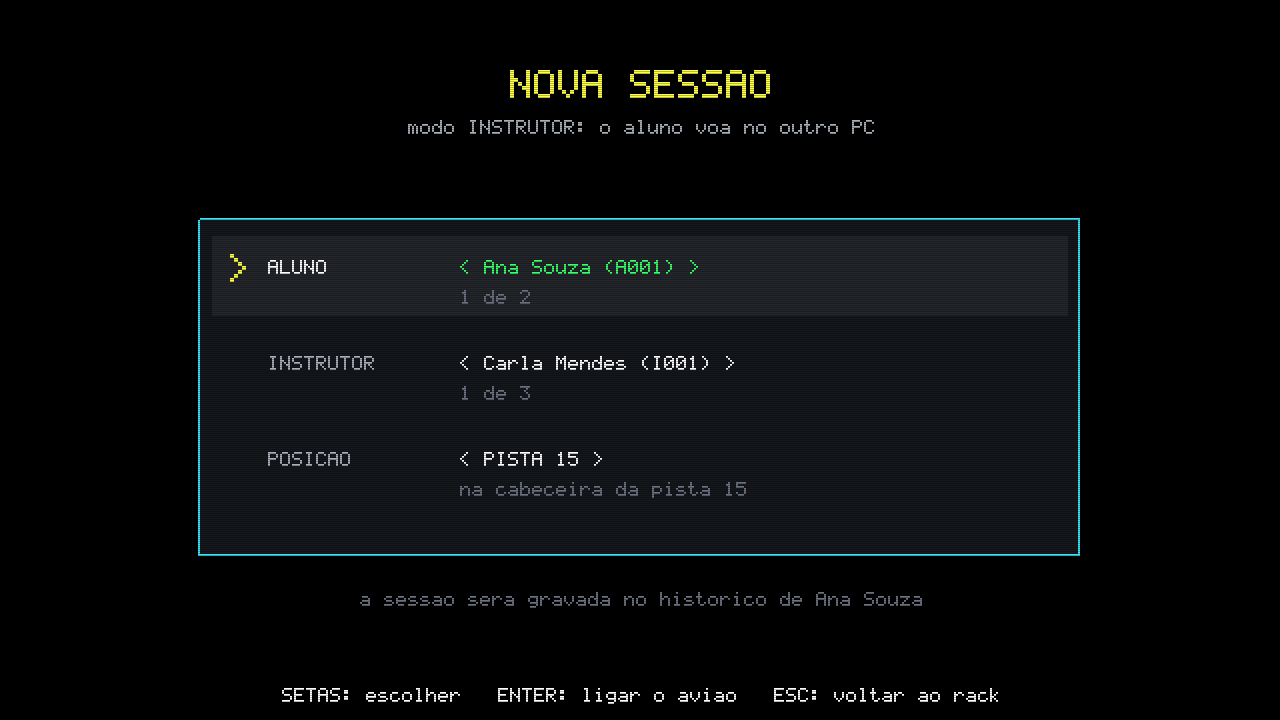 NOVA SESSAO
modo INSTRUTOR: o aluno voa no outro PC
> ALUNO < Ana Souza (A001) >
1 de 2
INSTRUTOR < Carla Mendes (I001) >
1 de 3
POSICAO < PISTA 15 >
na cabeceira da pista 15
a sessao sera gravada no historico de Ana Souza
SETAS: escolher ENTER: ligar o aviao ESC: voltar ao rack